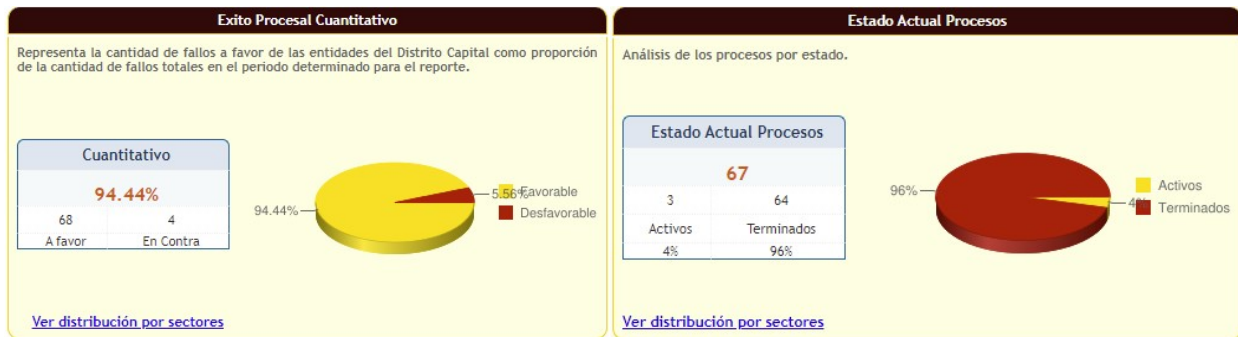 Exito Procesal Cuantitativo
Representa la cantidad de fallos a favor de las entidades del Distrito Capital como proporción
de la cantidad de fallos totales en el periodo determinado para el reporte.
Cuantitativo
94.44%
68 4
A favor En Contra
94.44%
5.56%
Favorable
Desfavorable
Ver distribución por sectores
Estado Actual Procesos
Análisis de los procesos por estado.
Estado Actual Procesos
67
3 64
Activos Terminados
4% 96%
96%
4%
Activos
Terminados
Ver distribución por sectores